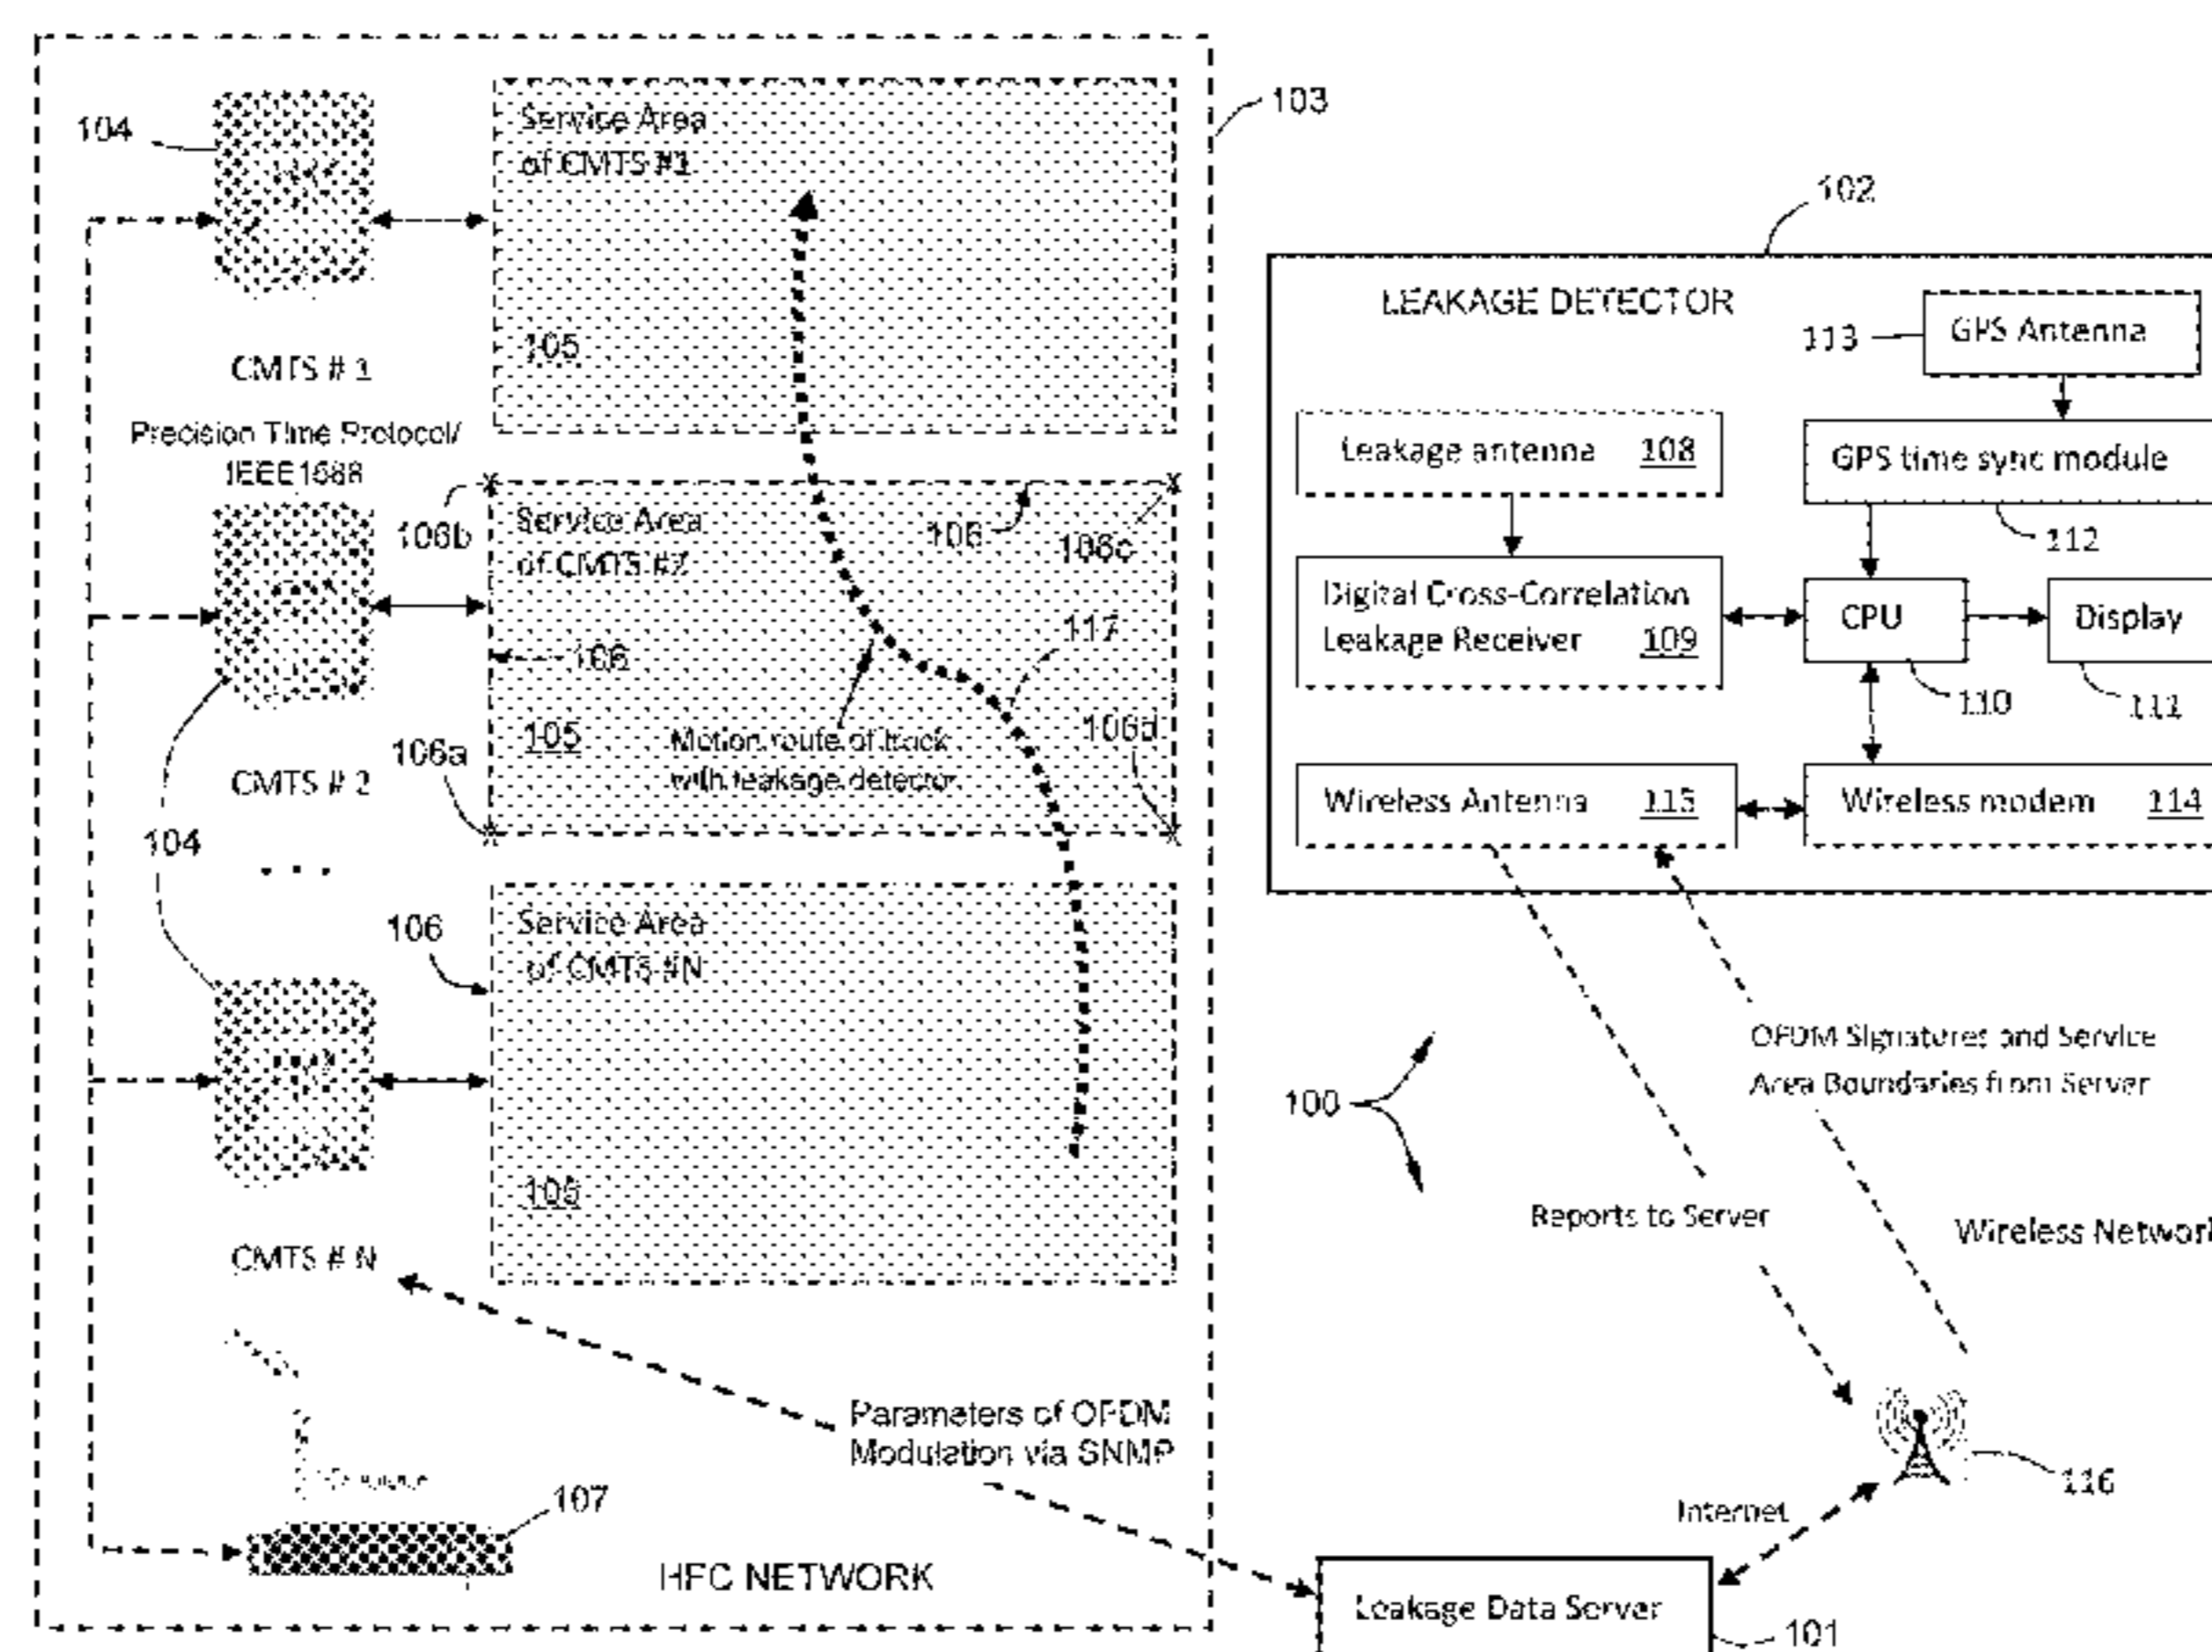 103
104
Service Area
of CMTS #1
105
CMTS # 1
Precision Time Protocol/
IEEE1588
106b
Service Area
of CMTS #2
106
106c
106
117
105
Motion route of truck
with leakage detector
106d
106a
CMTS # 2
104
. . .
106
Service Area
of CMTS #N
105
CMTS # N
Parameters of OFDM
Modulation via SNMP
107
HFC NETWORK
102
LEAKAGE DETECTOR
113
GPS Antenna
Leakage antenna 108
GPS time sync module
112
Digital Cross-Correlation
Leakage Receiver 109
CPU
Display
110
111
Wireless Antenna 115
Wireless modem 114
100
OFDM Signatures and Service
Area Boundaries from Server
Reports to Server
Wireless Network
116
Internet
Leakage Data Server
101